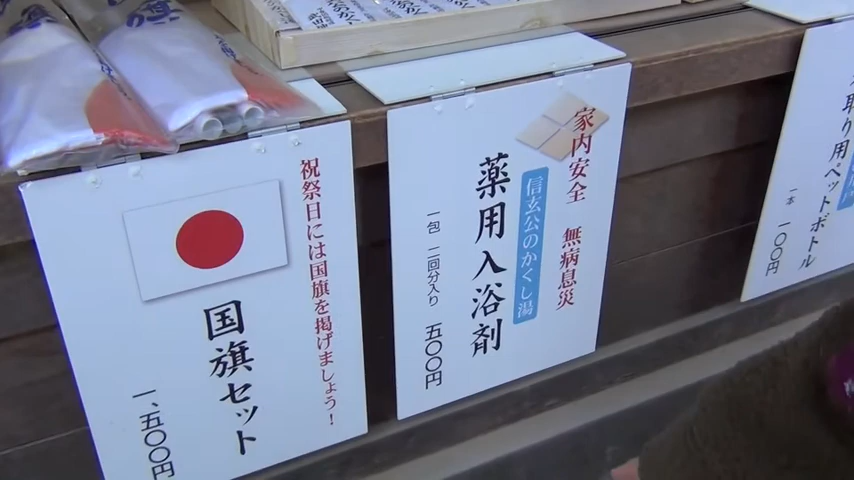 祝祭日には国旗を掲げましょう！
国旗セット
一、五〇〇円
家内安全 無病息災
信玄公のかくし湯
薬用入浴剤
一包 二回分入り 五〇〇円
取り用ペットボトル
一本 一〇〇円